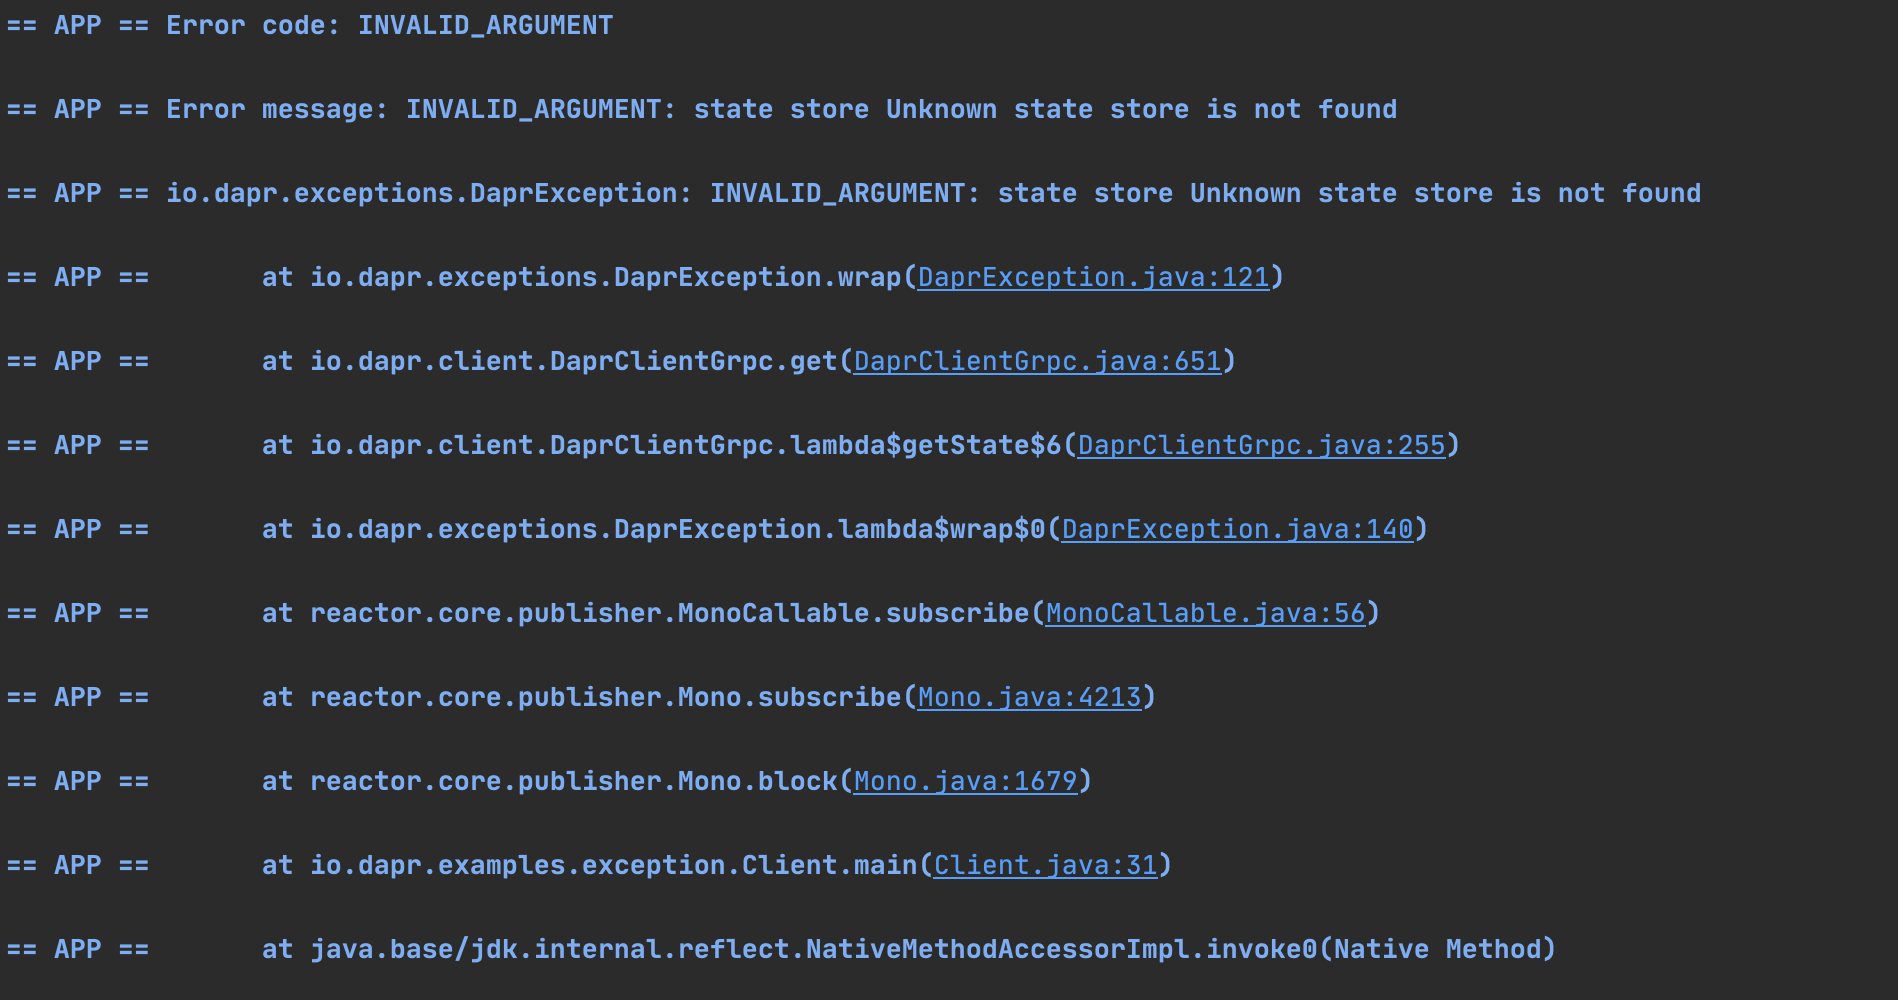 == APP == Error code: INVALID_ARGUMENT
== APP == Error message: INVALID_ARGUMENT: state store Unknown state store is not found
== APP == io.dapr.exceptions.DaprException: INVALID_ARGUMENT: state store Unknown state store is not found
== APP ==       at io.dapr.exceptions.DaprException.wrap(DaprException.java:121)
== APP ==       at io.dapr.client.DaprClientGrpc.get(DaprClientGrpc.java:651)
== APP ==       at io.dapr.client.DaprClientGrpc.lambda$getState$6(DaprClientGrpc.java:255)
== APP ==       at io.dapr.exceptions.DaprException.lambda$wrap$0(DaprException.java:140)
== APP ==       at reactor.core.publisher.MonoCallable.subscribe(MonoCallable.java:56)
== APP ==       at reactor.core.publisher.Mono.subscribe(Mono.java:4213)
== APP ==       at reactor.core.publisher.Mono.block(Mono.java:1679)
== APP ==       at io.dapr.examples.exception.Client.main(Client.java:31)
== APP ==       at java.base/jdk.internal.reflect.NativeMethodAccessorImpl.invoke0(Native Method)